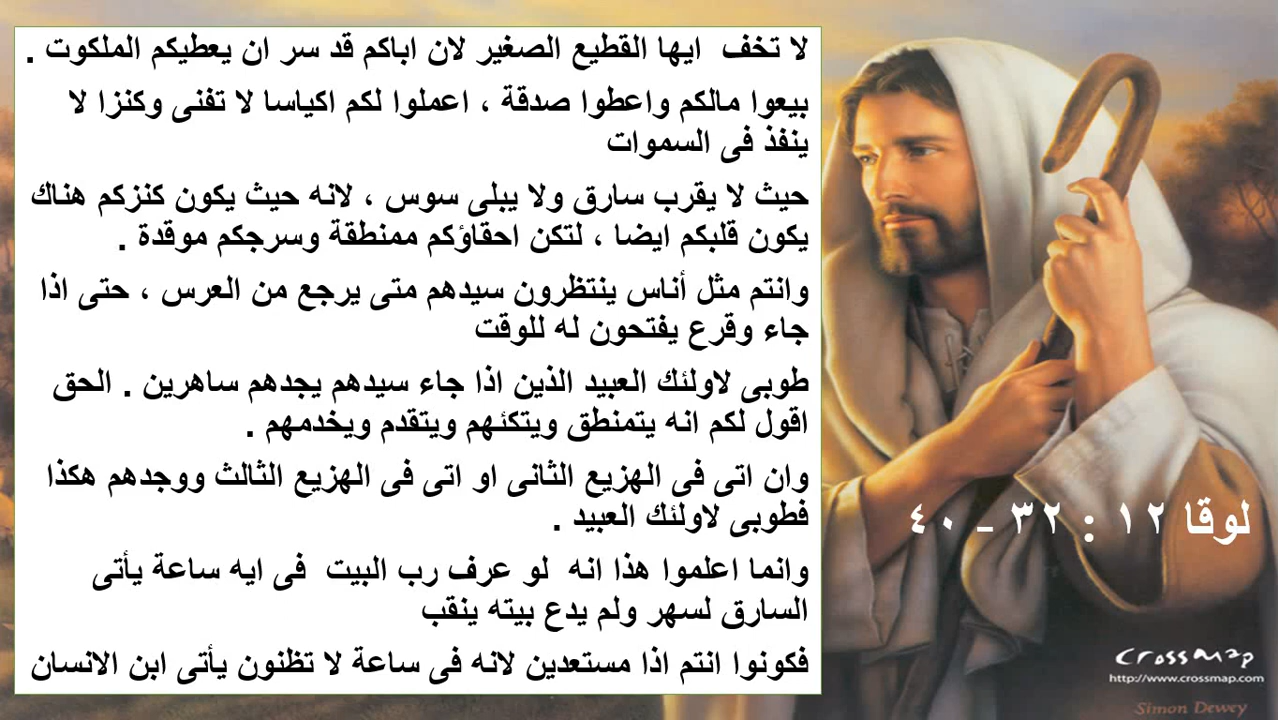 لا تخف  ايها القطيع الصغير لان اباكم قد سر ان يعطيكم الملكوت .
بيعوا مالكم واعطوا صدقة ، اعملوا لكم اكياسا لا تفنى وكنزا لا
ينفذ فى السموات
حيث لا يقرب سارق ولا يبلى سوس ، لانه حيث يكون كنزكم هناك
يكون قلبكم ايضا ، لتكن احقاؤكم ممنطقة وسرجكم موقدة .
وانتم مثل أناس ينتظرون سيدهم متى يرجع من العرس ، حتى اذا
جاء وقرع يفتحون له للوقت
طوبى لاولئك العبيد الذين اذا جاء سيدهم يجدهم ساهرين . الحق
اقول لكم انه يتمنطق ويتكئهم ويتقدم ويخدمهم .
وان اتى فى الهزيع الثانى او اتى فى الهزيع الثالث ووجدهم هكذا
فطوبى لاولئك العبيد .
وانما اعلموا هذا انه  لو عرف رب البيت  فى ايه ساعة يأتى
السارق لسهر ولم يدع بيته ينقب
فكونوا انتم اذا مستعدين لانه فى ساعة لا تظنون يأتى ابن الانسان
لوقا ١٢ : ٣٢ - ٤٠
crossmap
http://www.crossmap.com
Simon Dewey